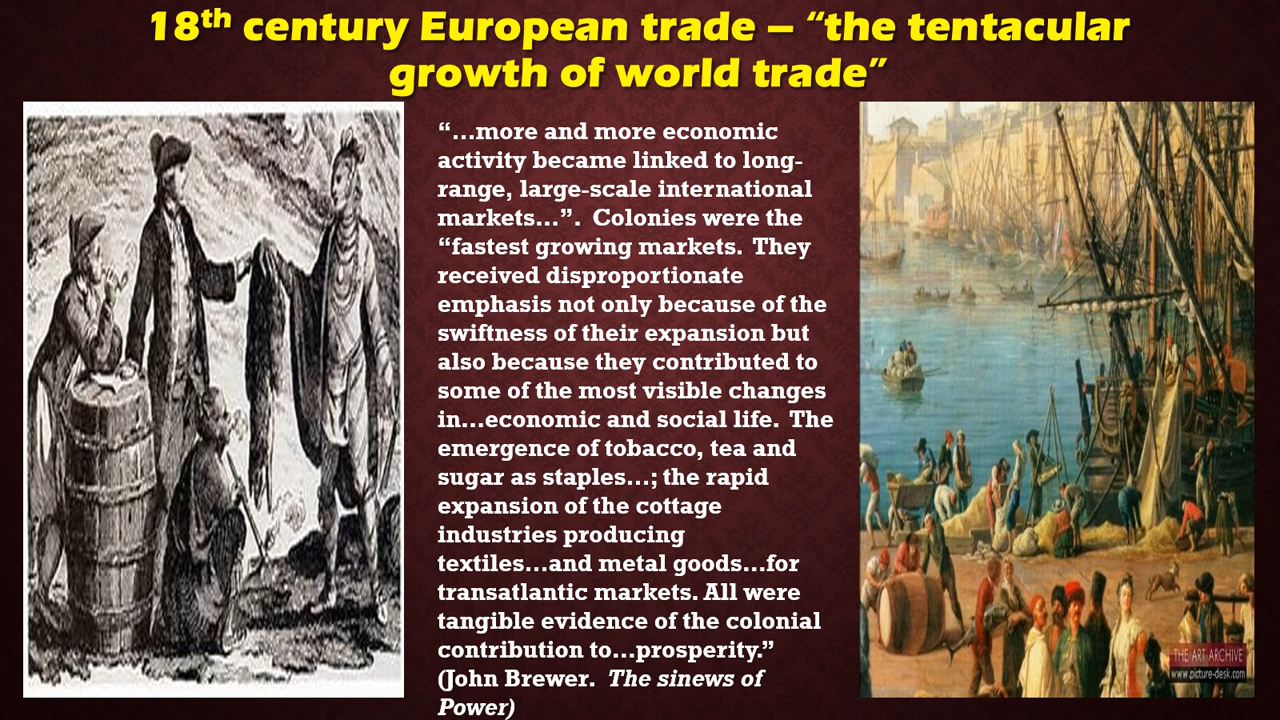 18th century European trade – “the tentacular
growth of world trade”
“…more and more economic
activity became linked to long-
range, large-scale international
markets…”.  Colonies were the
“fastest growing markets.  They
received disproportionate
emphasis not only because of the
swiftness of their expansion but
also because they contributed to
some of the most visible changes
in…economic and social life.  The
emergence of tobacco, tea and
sugar as staples…; the rapid
expansion of the cottage
industries producing
textiles…and metal goods…for
transatlantic markets. All were
tangible evidence of the colonial
contribution to…prosperity.”
(John Brewer.  The sinews of
Power)
THE ART ARCHIVE
www.picture-desk.com